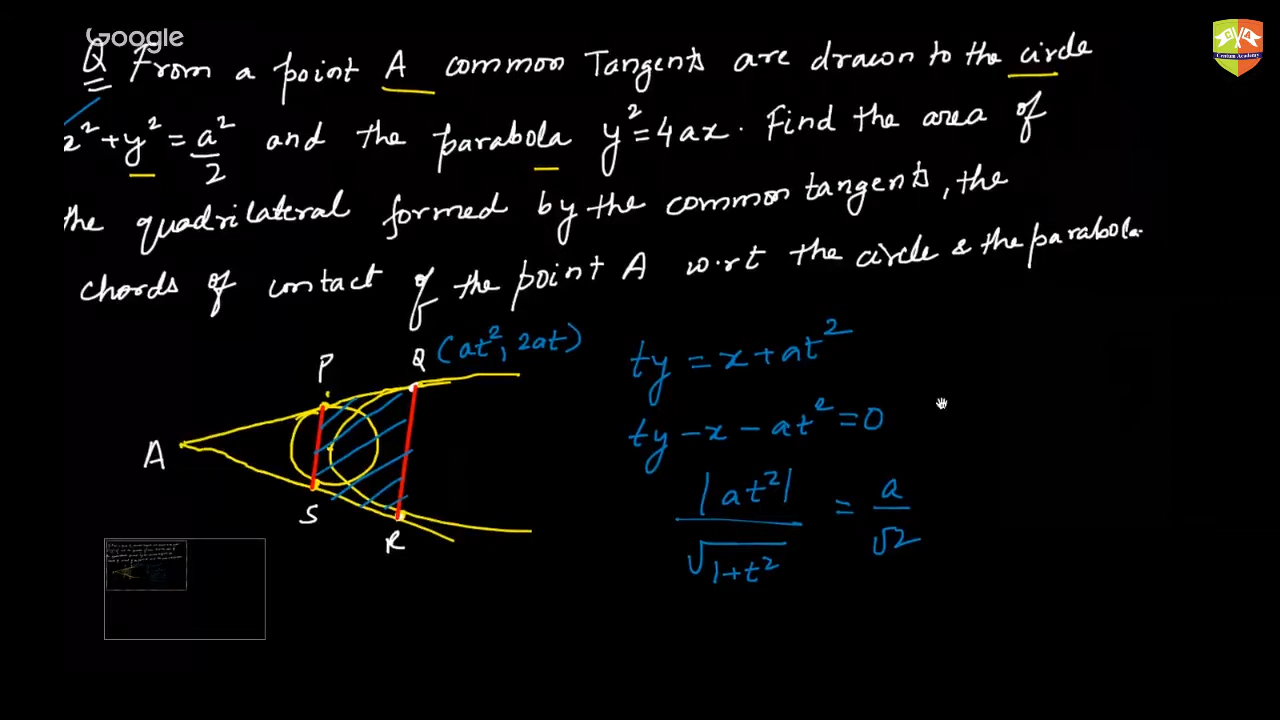 Google
Q From a point A common Tangents are drawn to the circle
x² + y² = a²/2 and the parabola y² = 4ax. Find the area of
the quadrilateral formed by the common tangents, the
chords of contact of the point A w.r.t the circle & the parabola.
P Q (at², 2at)
A
S
R
ty = x + at²
ty - x - at² = 0
|at²| / √1+t² = a / √2